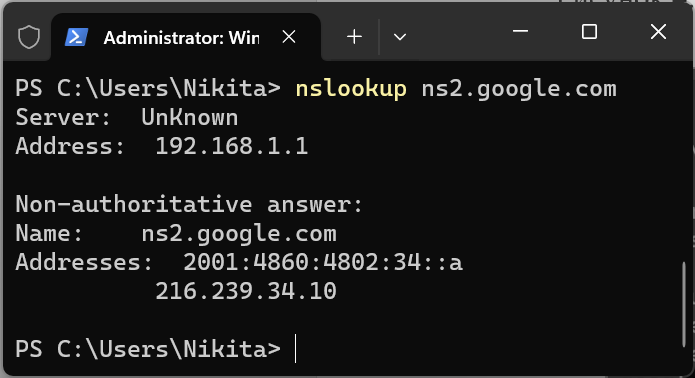 Administrator: Win
PS C:\Users\Nikita> nslookup ns2.google.com
Server:  UnKnown
Address:  192.168.1.1

Non-authoritative answer:
Name:    ns2.google.com
Addresses:  2001:4860:4802:34::a
          216.239.34.10

PS C:\Users\Nikita>